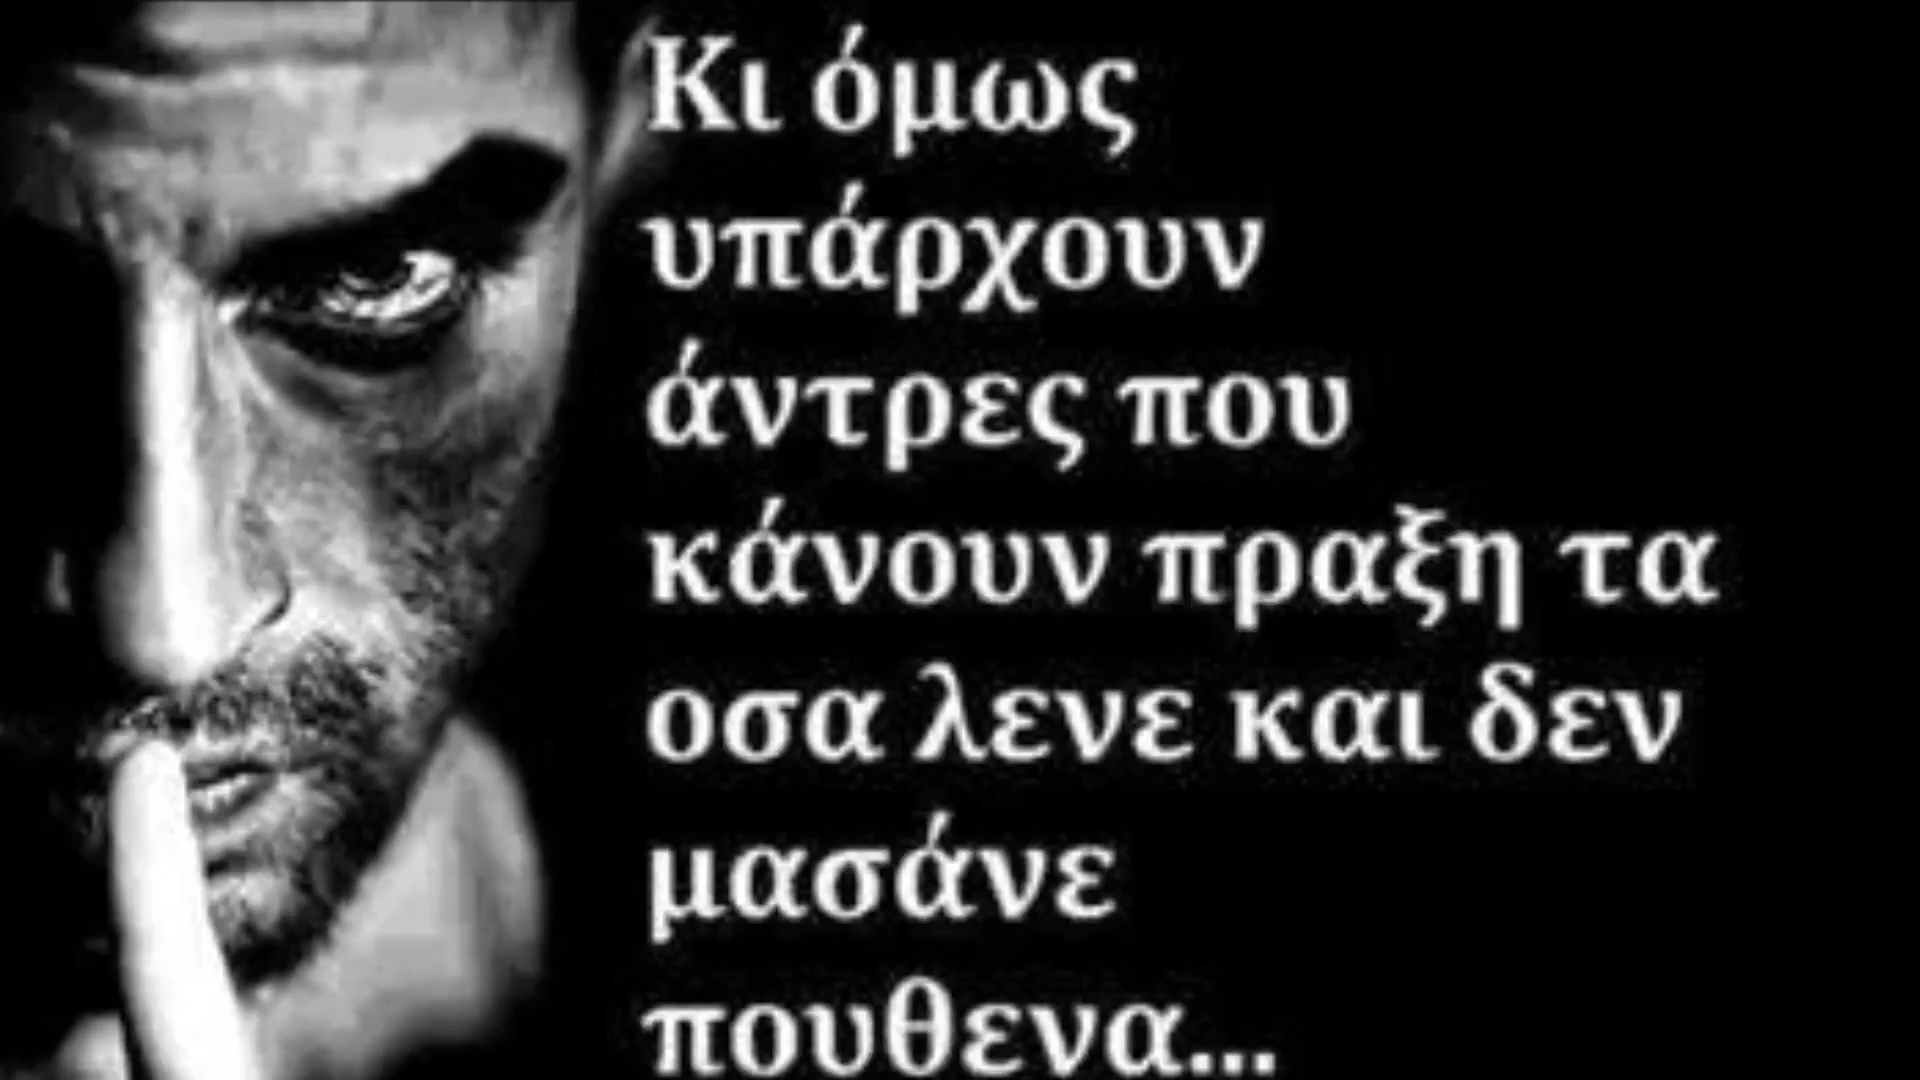 Κι όμως
υπάρχουν
άντρες που
κάνουν πραξη τα
οσα λενε και δεν
μασάνε
πουθενα...